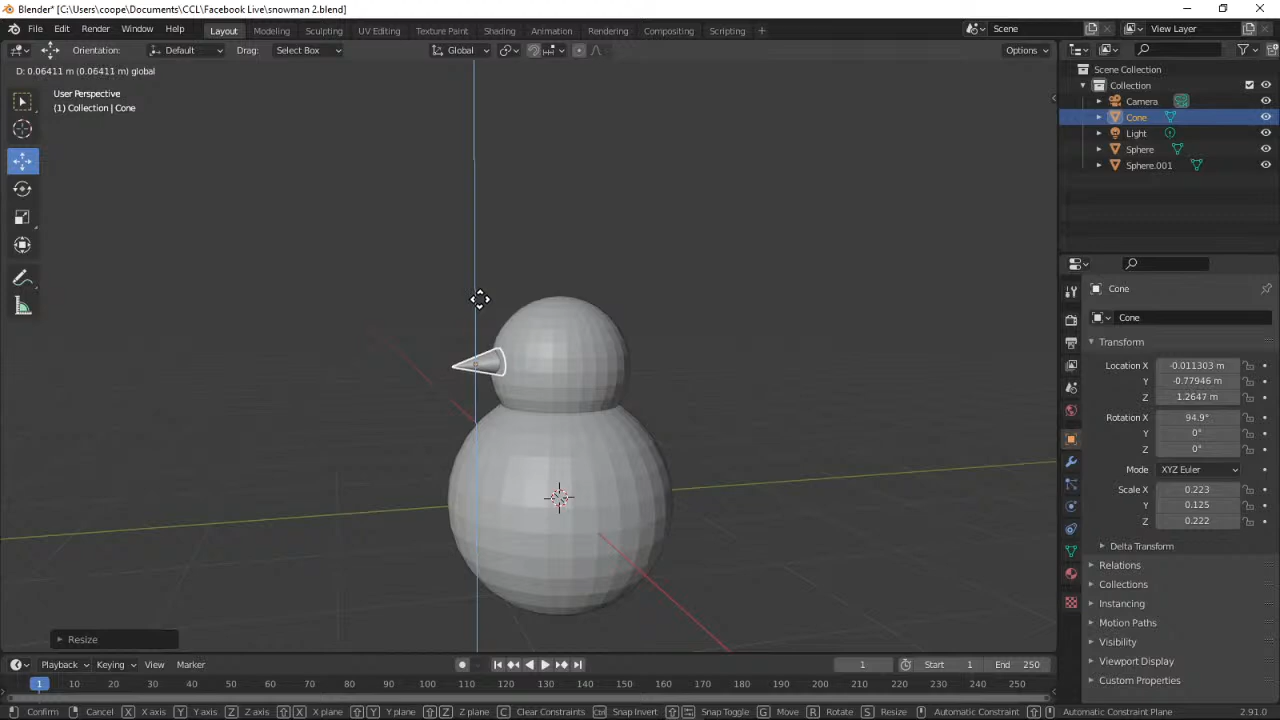 Blender* [C:\Users\coope\Documents\CCL\Facebook Live\snowman 2.blend]
File Edit Render Window Help Layout Modeling Sculpting UV Editing Texture Paint Shading Animation Rendering Compositing Scripting + Scene View Layer
Orientation: Default Drag: Select Box Global Options
D: 0.06411 m (0.06411 m) global
User Perspective
(1) Collection | Cone
Scene Collection
Collection
Camera
Cone
Light
Sphere
Sphere.001
Cone
Cone
Transform
Location X -0.011303 m
Y -0.77946 m
Z 1.2647 m
Rotation X 94.9°
Y 0°
Z 0°
Mode XYZ Euler
Scale X 0.223
Y 0.125
Z 0.222
Delta Transform
Relations
Collections
Instancing
Motion Paths
Visibility
Viewport Display
Custom Properties
Resize
Playback Keying View Marker 1 Start 1 End 250
1 10 20 30 40 50 60 70 80 90 100 110 120 130 140 150 160 170 180 190 200 210 220 230 240 250
Confirm Cancel X X axis Y Y axis Z Z axis X X plane Y Y plane Z Z plane C Clear Constraints Ctrl Snap Invert Snap Toggle G Move R Rotate S Resize Automatic Constraint Automatic Constraint Plane 2.91.0